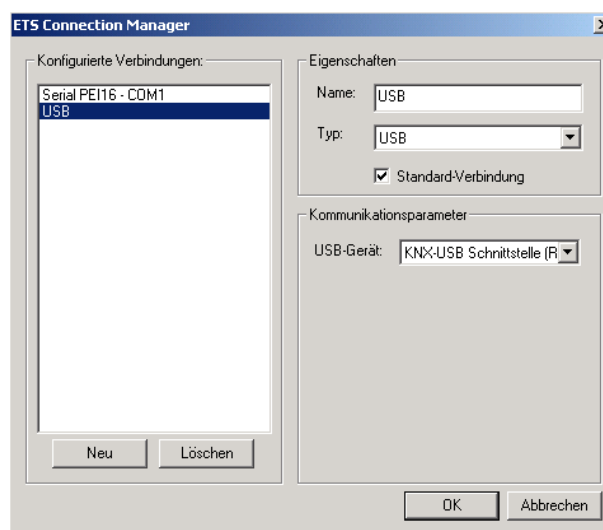 ETS Connection Manager
Konfigurierte Verbindungen:
Serial PEI16 - COM1
USB
Neu
Löschen
Eigenschaften
Name:
USB
Typ:
USB
Standard-Verbindung
Kommunikationsparameter
USB-Gerät:
KNX-USB Schnittstelle (R
OK
Abbrechen